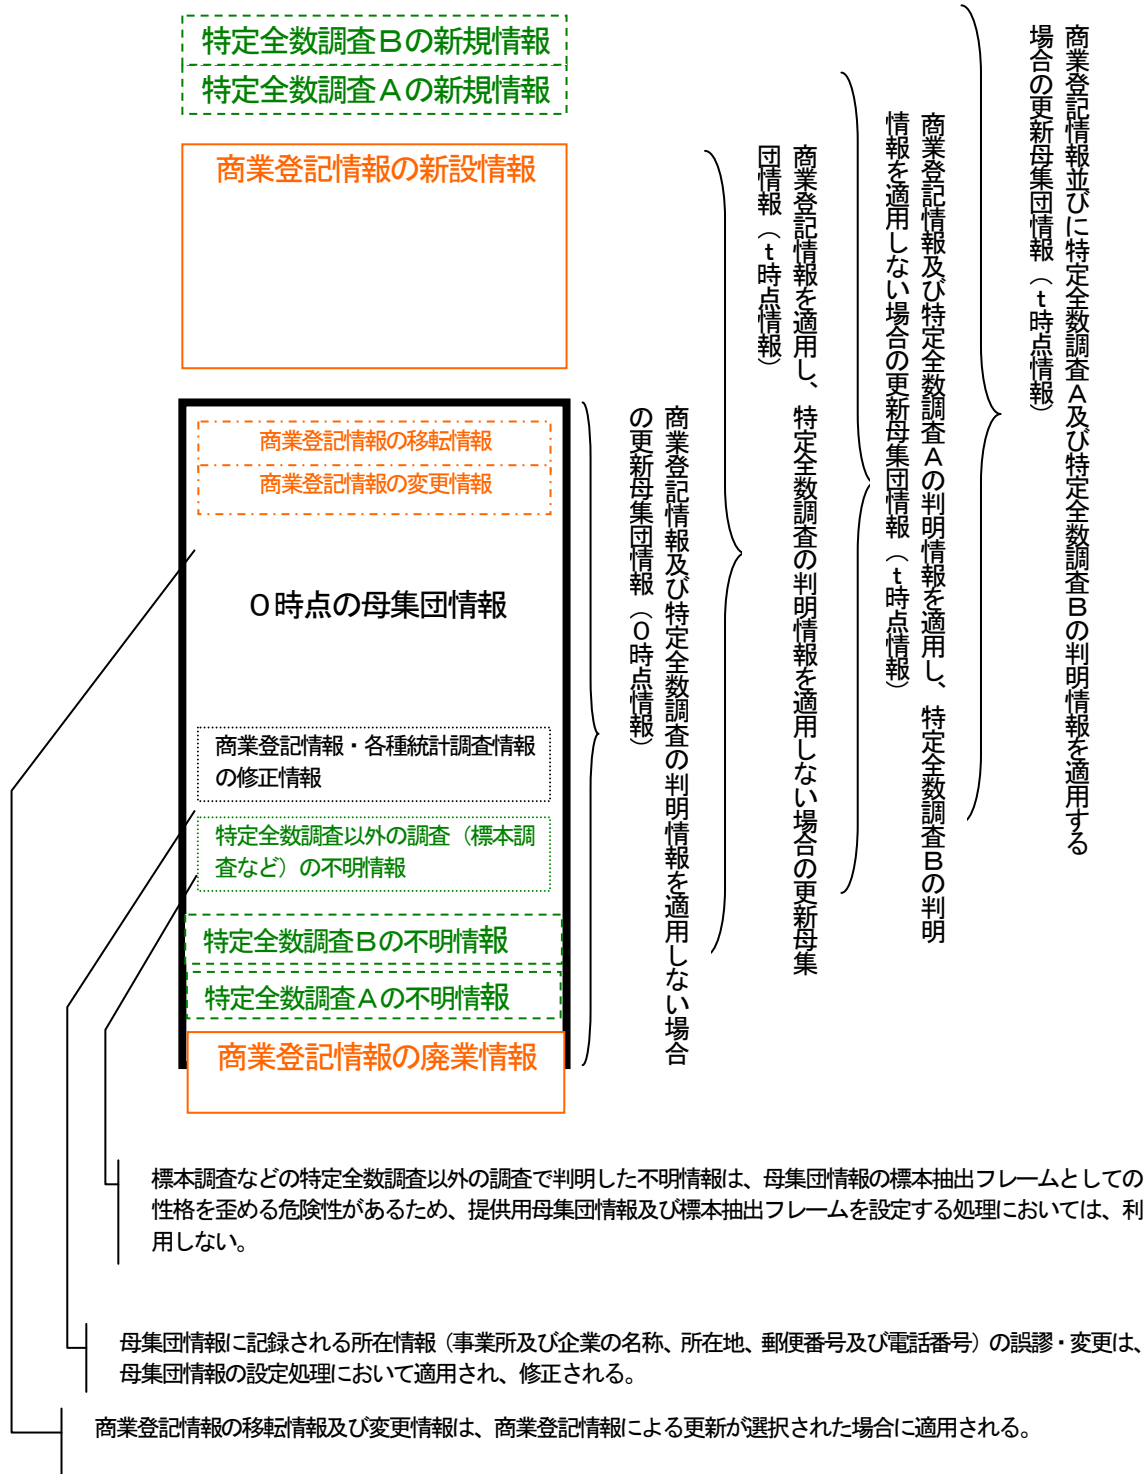 特定全数調査Ｂの新規情報
特定全数調査Ａの新規情報
商業登記情報の新設情報
商業登記情報の移転情報
商業登記情報の変更情報
０時点の母集団情報
商業登記情報・各種統計調査情報
の修正情報
特定全数調査以外の調査（標本調
査など）の不明情報
特定全数調査Ｂの不明情報
特定全数調査Ａの不明情報
商業登記情報の廃業情報
商業登記情報及び特定全数調査の判明情報を適用しない場合
の更新母集団情報（０時点情報）
商業登記情報を適用し、特定全数調査の判明情報を適用しない場合の更新母集
団情報（ｔ時点情報）
商業登記情報及び特定全数調査Ａの判明情報を適用し、特定全数調査Ｂの判明
情報を適用しない場合の更新母集団情報（ｔ時点情報）
商業登記情報並びに特定全数調査Ａ及び特定全数調査Ｂの判明情報を適用する
場合の更新母集団情報（ｔ時点情報）
標本調査などの特定全数調査以外の調査で判明した不明情報は、母集団情報の標本抽出フレームとしての
性格を歪める危険性があるため、提供用母集団情報及び標本抽出フレームを設定する処理においては、利
用しない。
母集団情報に記録される所在情報（事業所及び企業の名称、所在地、郵便番号及び電話番号）の誤謬・変更は、
母集団情報の設定処理において適用され、修正される。
商業登記情報の移転情報及び変更情報は、商業登記情報による更新が選択された場合に適用される。